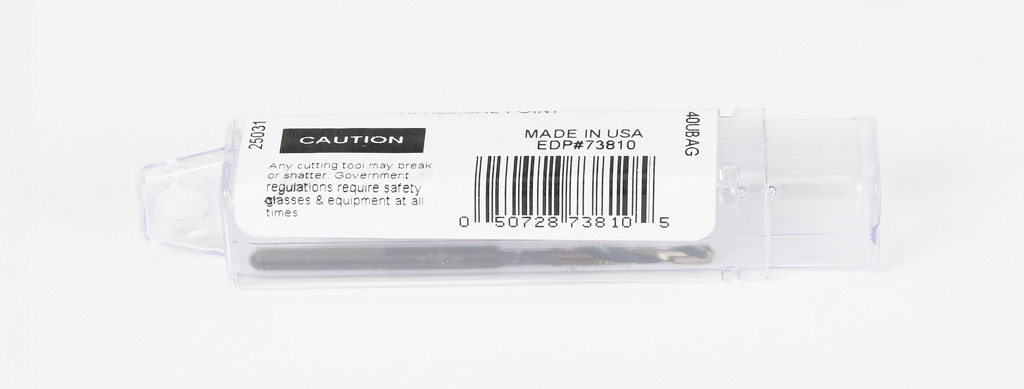 25031
CAUTION
Any cutting tool may break
or shatter. Government
regulations require safety
glasses & equipment at all
times.
MADE IN USA
EDP#73810
0 50728 73810 5
40UBAG